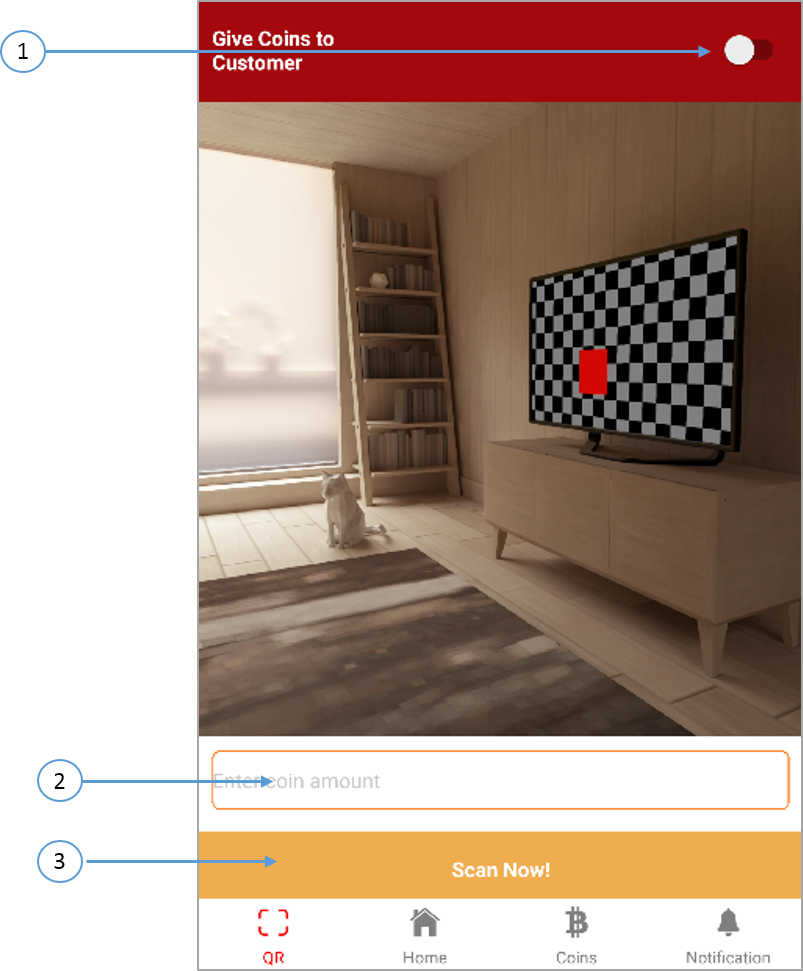 1
Give Coins to
Customer
2
Enter coin amount
3
Scan Now!
QR
Home
Coins
Notification